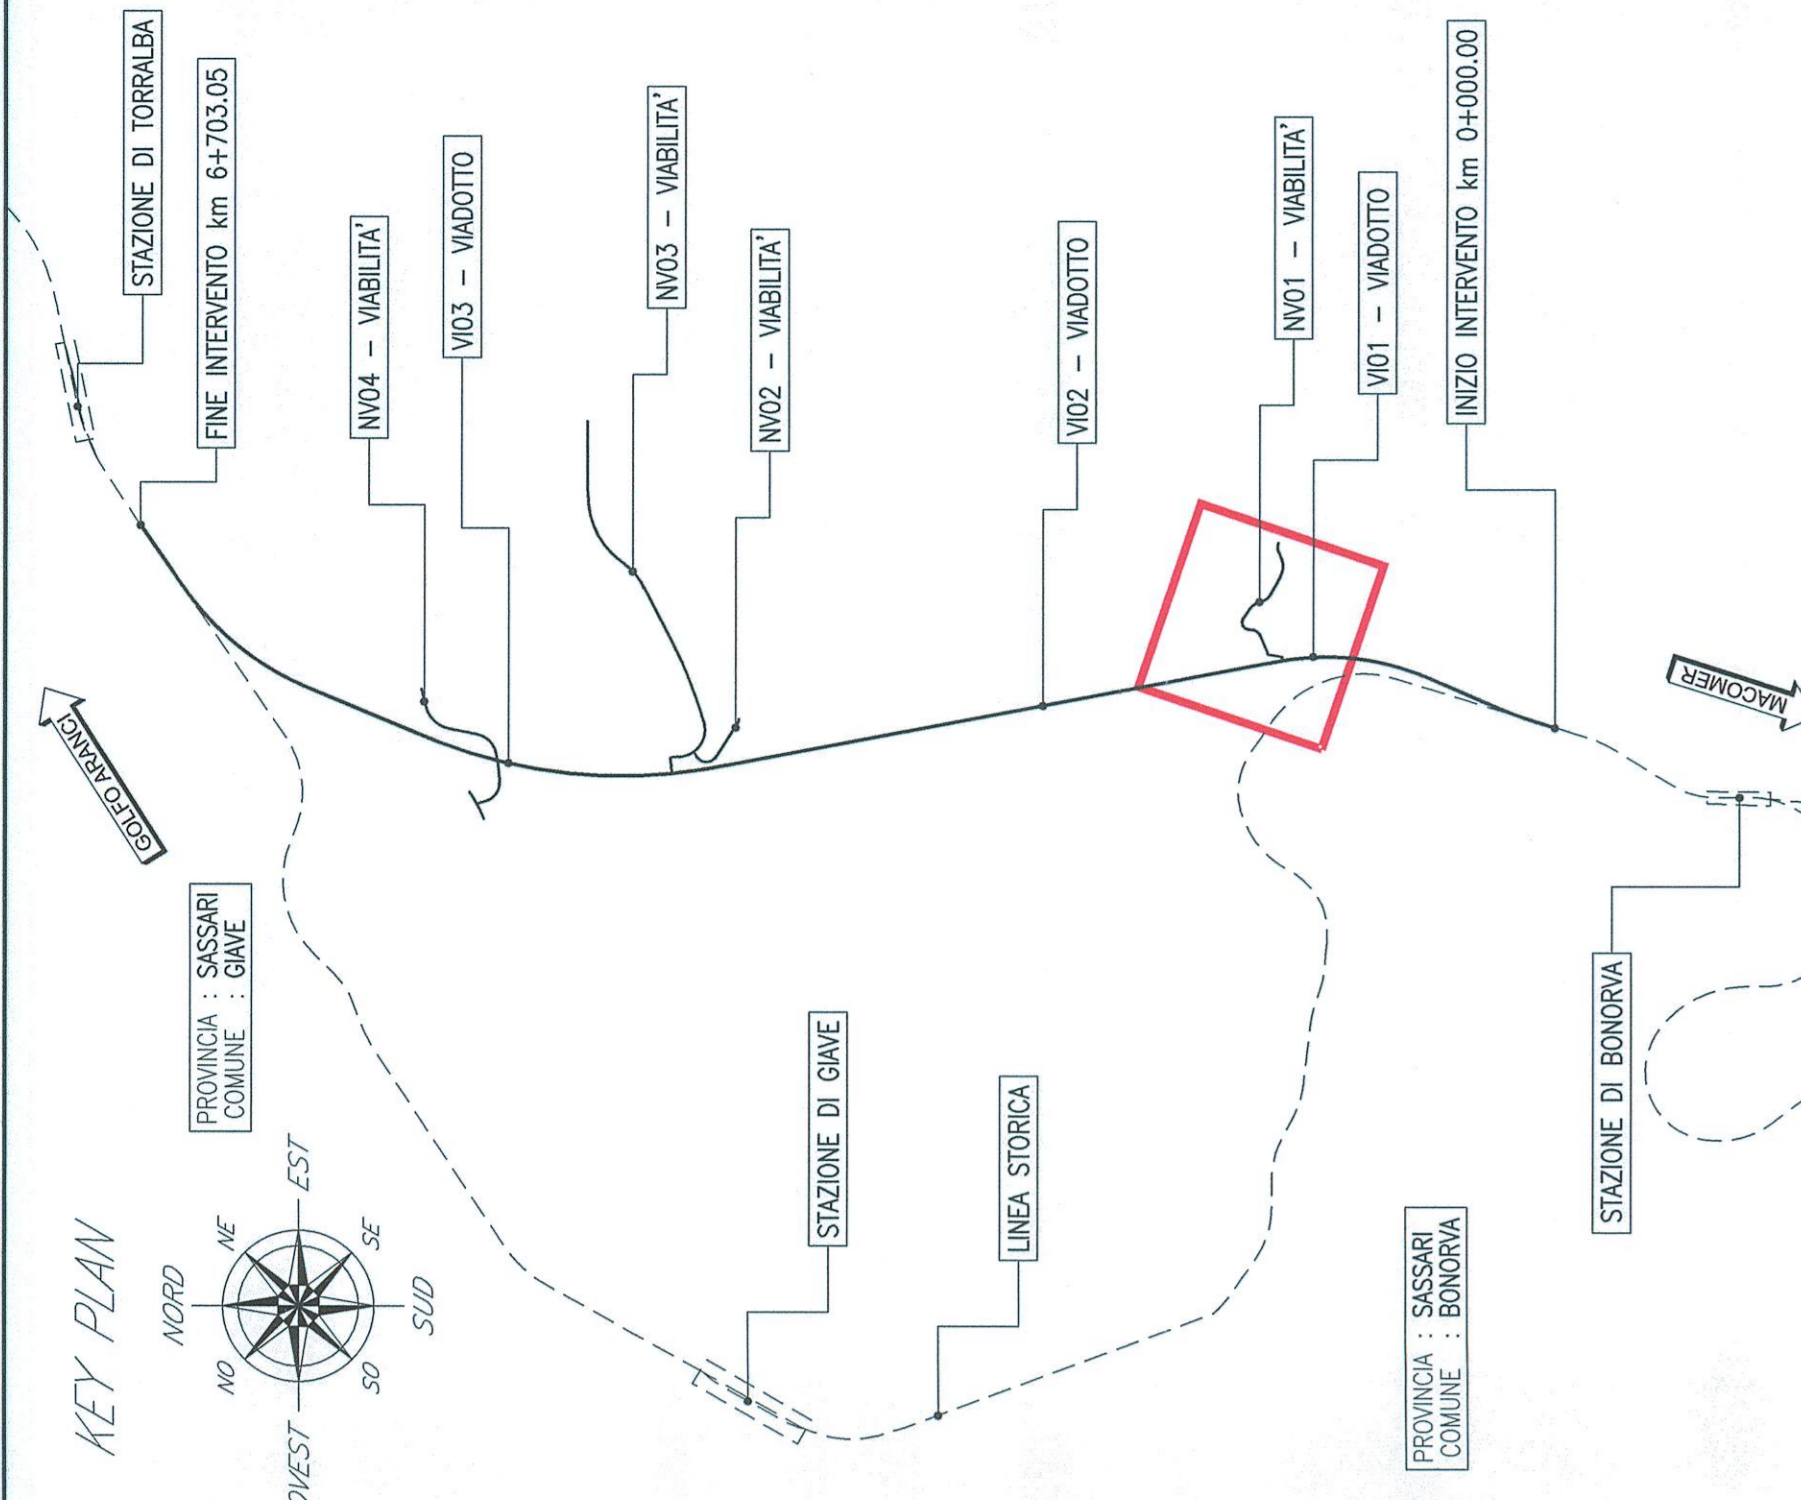 KEY PLAN
NORD
NE
EST
SE
SUD
SO
NO
PROVINCIA : SASSARI
COMUNE : GIAVE
GOLFO ARANCI
STAZIONE DI TORRALBA
FINE INTERVENTO km 6+703.05
NV04 - VIABILITA'
VI03 - VIADOTTO
NV03 - VIABILITA'
NV02 - VIABILITA'
STAZIONE DI GIAVE
LINEA STORICA
VI02 - VIADOTTO
NV01 - VIABILITA'
VI01 - VIADOTTO
INIZIO INTERVENTO km 0+000.00
PROVINCIA : SASSARI
COMUNE : BONORVA
STAZIONE DI BONORVA
MACOMER